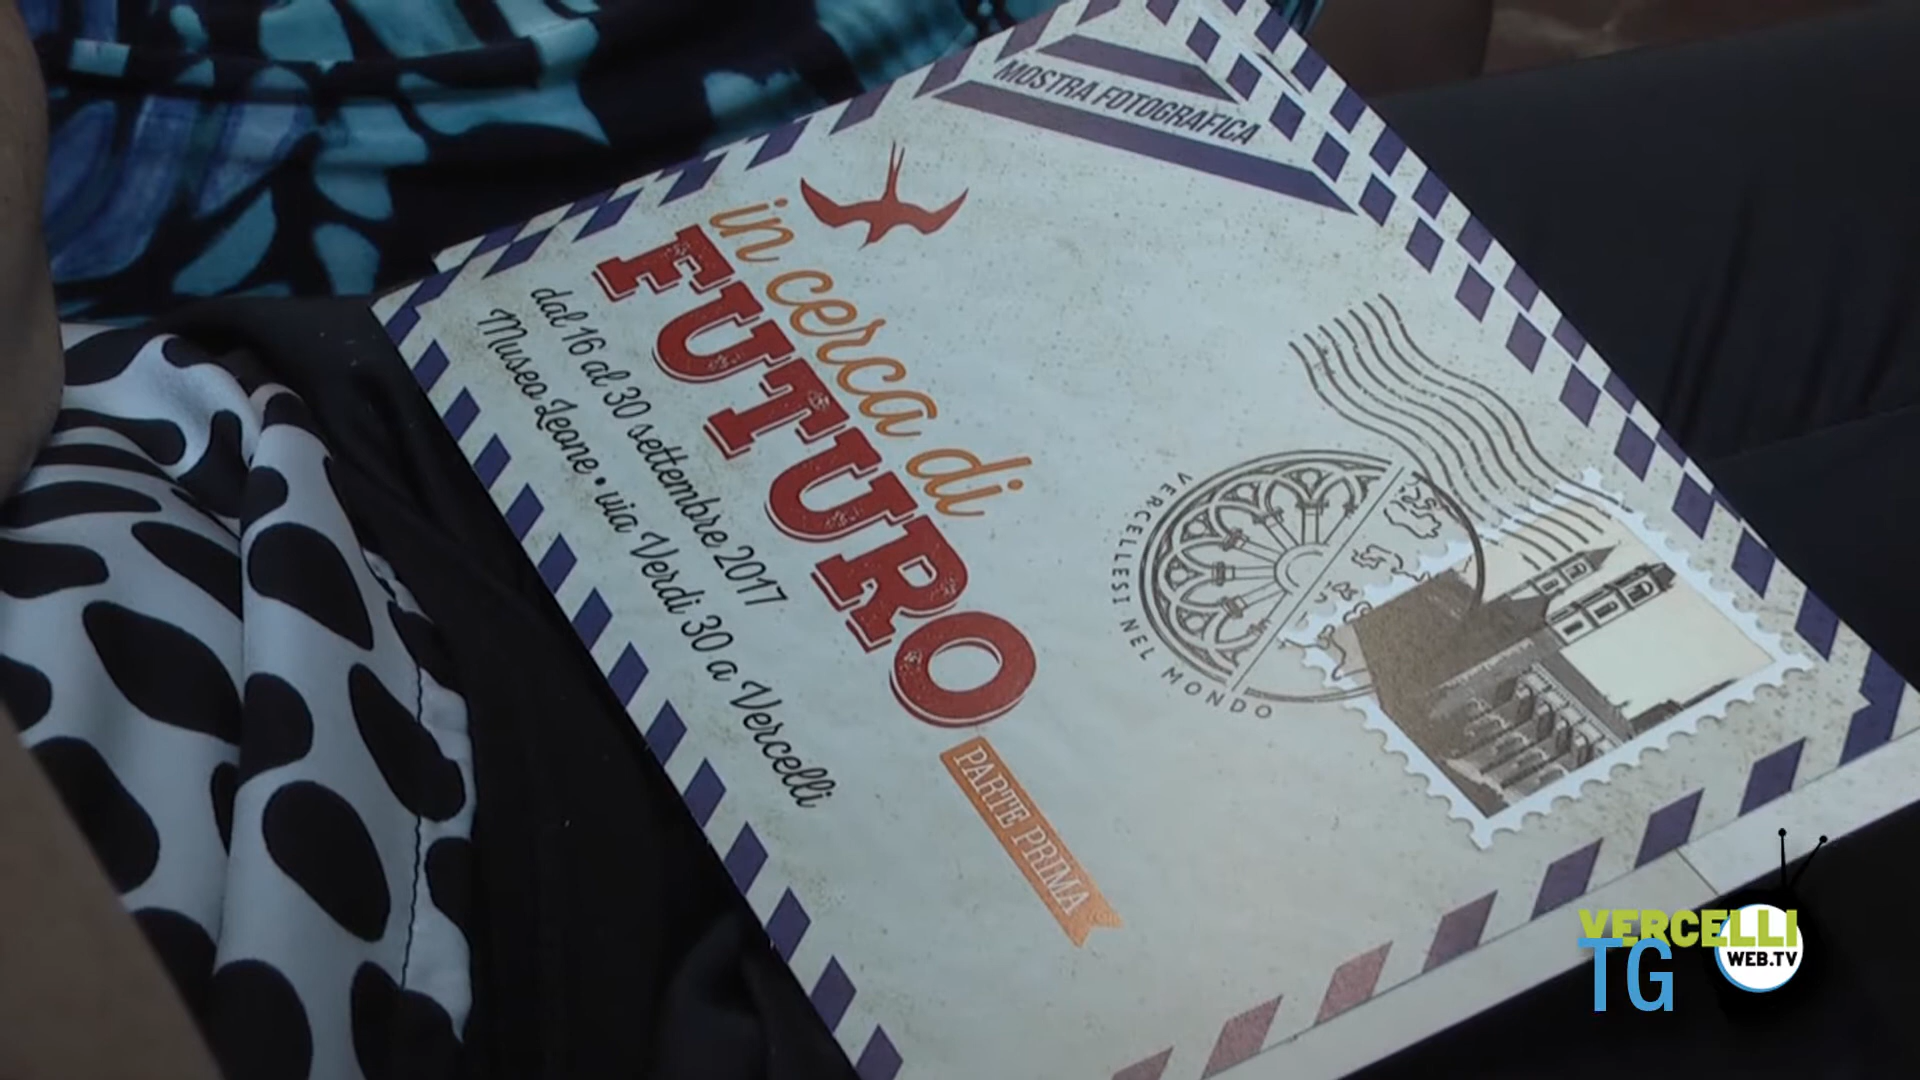 MOSTRA FOTOGRAFICA
in cerca di
FUTURO
dal 16 al 30 settembre 2017
Museo Leone • via Verdi 30 a Vercelli
PARTE PRIMA
VERCELLESI NEL MONDO
VERCELLI
WEB.TV
TG